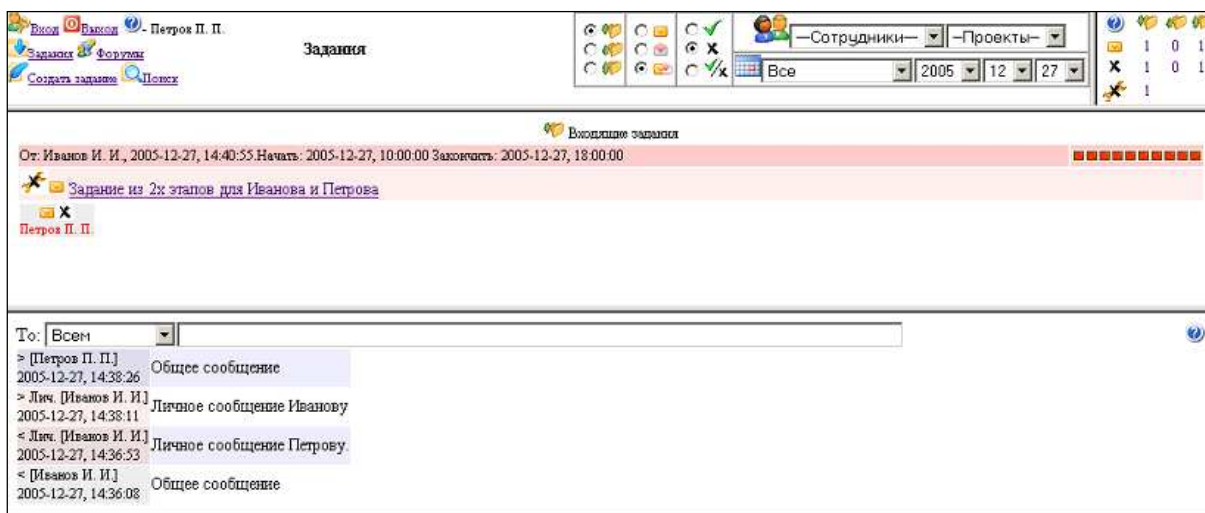 Вход Выход - Петров П. П.
Задания Форумы
Создать задание Поиск
Задания
—Сотрудники— –Проекты–
Все 2005 12 27
1 0 1
1 0 1
1
Входящие задания
От: Иванов И. И., 2005-12-27, 14:40:55.Начать: 2005-12-27, 10:00:00 Закончить: 2005-12-27, 18:00:00
Задание из 2х этапов для Иванова и Петрова
Петров П. П.
To: Всем
> [Петров П. П.]
2005-12-27, 14:38:26
Общее сообщение
> Лич. [Иванов И. И.]
2005-12-27, 14:38:11
Личное сообщение Иванову
< Лич. [Иванов И. И.]
2005-12-27, 14:36:53
Личное сообщение Петрову.
< [Иванов И. И.]
2005-12-27, 14:36:08
Общее сообщение